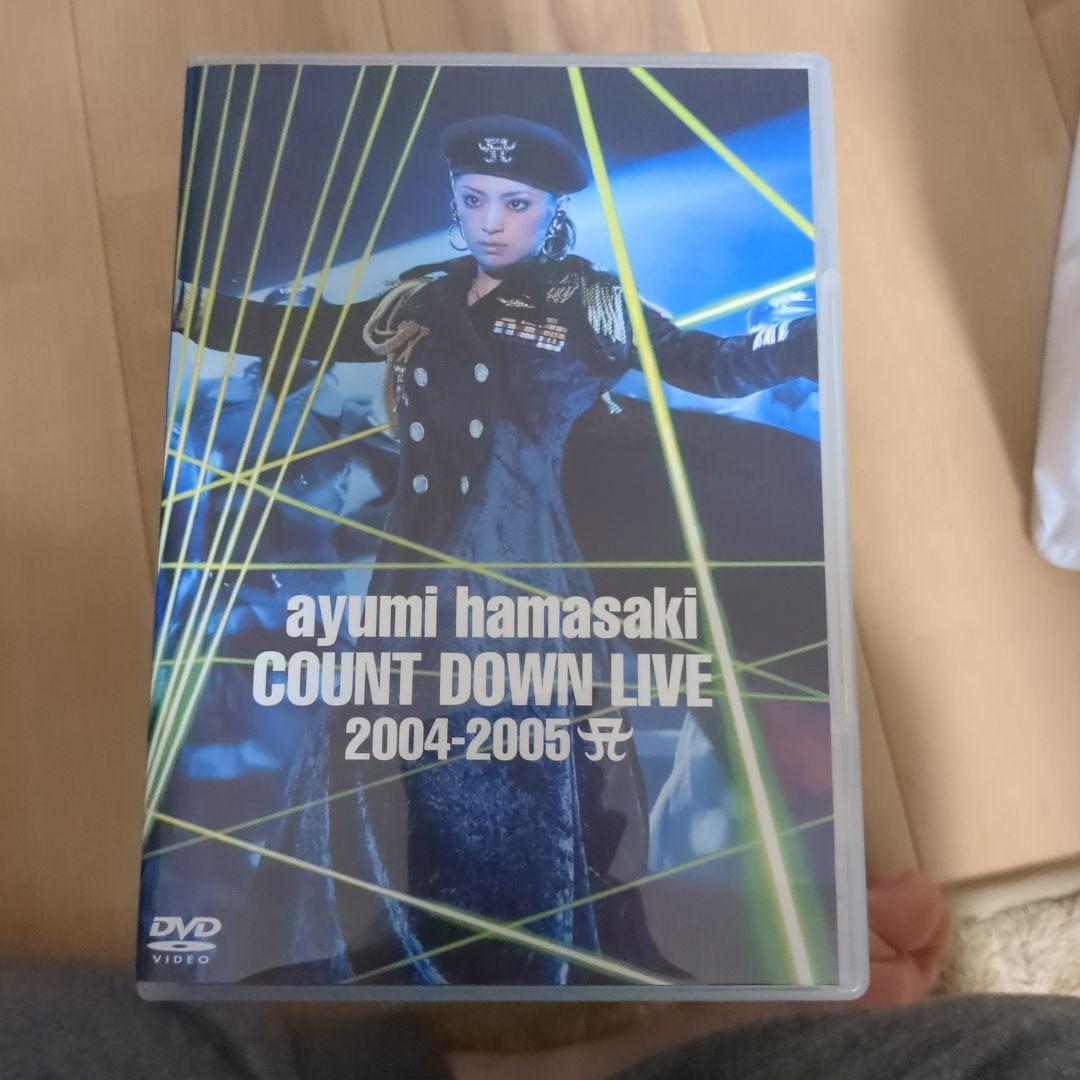 ayumi hamasaki
COUNT DOWN LIVE
2004-2005 A
DVD
VIDEO